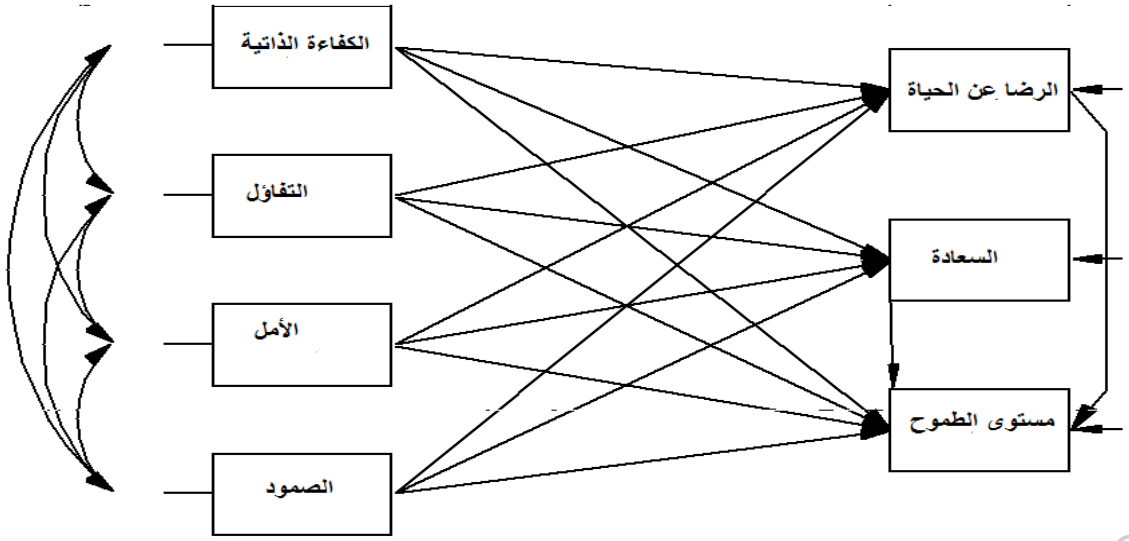 الكفاءة الذاتية
الرضا عن الحياة
التفاؤل
السعادة
الأمل
مستوى الطموح
الصمود